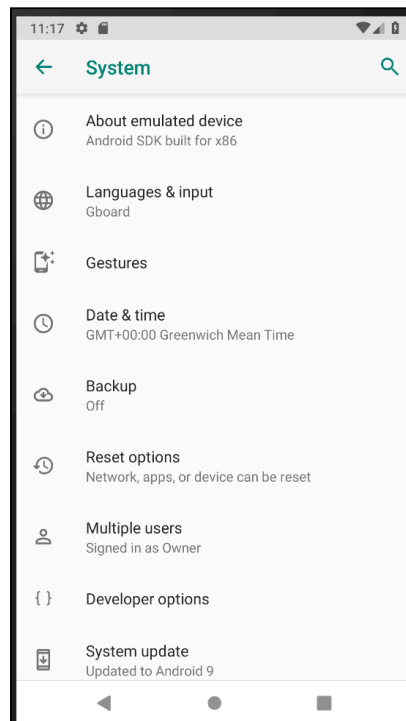 11:17
System
About emulated device
Android SDK built for x86
Languages & input
Gboard
Gestures
Date & time
GMT+00:00 Greenwich Mean Time
Backup
Off
Reset options
Network, apps, or device can be reset
Multiple users
Signed in as Owner
{ } Developer options
System update
Updated to Android 9